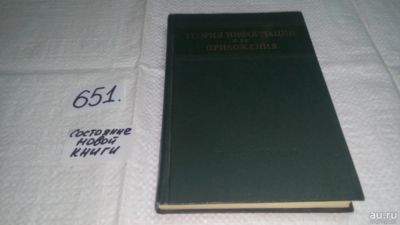 ТЕОРИЯ ИНФОРМАЦИИ
И ЕЕ
ПРИЛОЖЕНИЯ
651.
состояние
новой
книги
au.ru